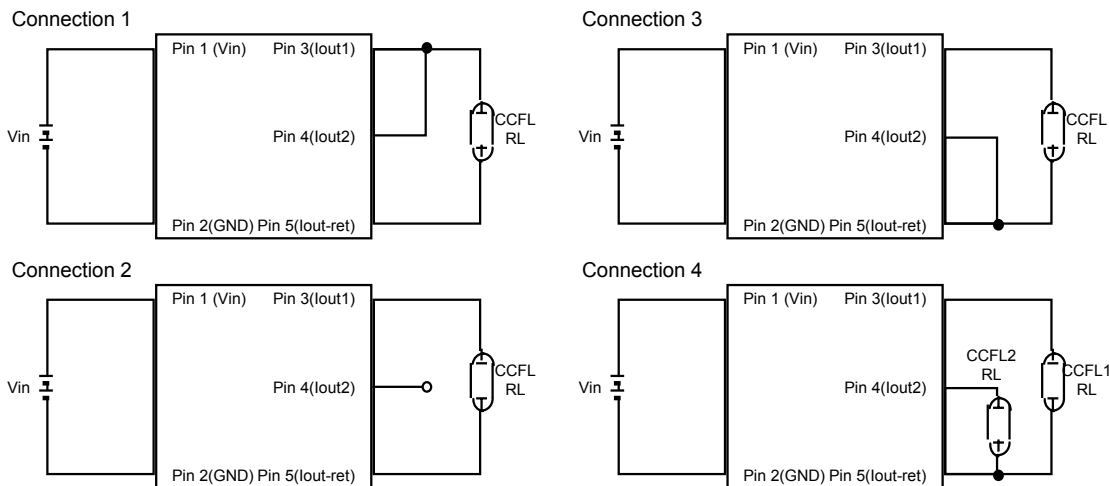 Connection 1
Pin 1 (Vin) Pin 3(Iout1)
Vin
Pin 4(Iout2)
CCFL
RL
Pin 2(GND) Pin 5(Iout-ret)
Connection 3
Pin 1 (Vin) Pin 3(Iout1)
Vin
Pin 4(Iout2)
CCFL
RL
Pin 2(GND) Pin 5(Iout-ret)
Connection 2
Pin 1 (Vin) Pin 3(Iout1)
Vin
Pin 4(Iout2)
CCFL
RL
Pin 2(GND) Pin 5(Iout-ret)
Connection 4
Pin 1 (Vin) Pin 3(Iout1)
Vin
Pin 4(Iout2)
CCFL2
RL
CCFL1
RL
Pin 2(GND) Pin 5(Iout-ret)